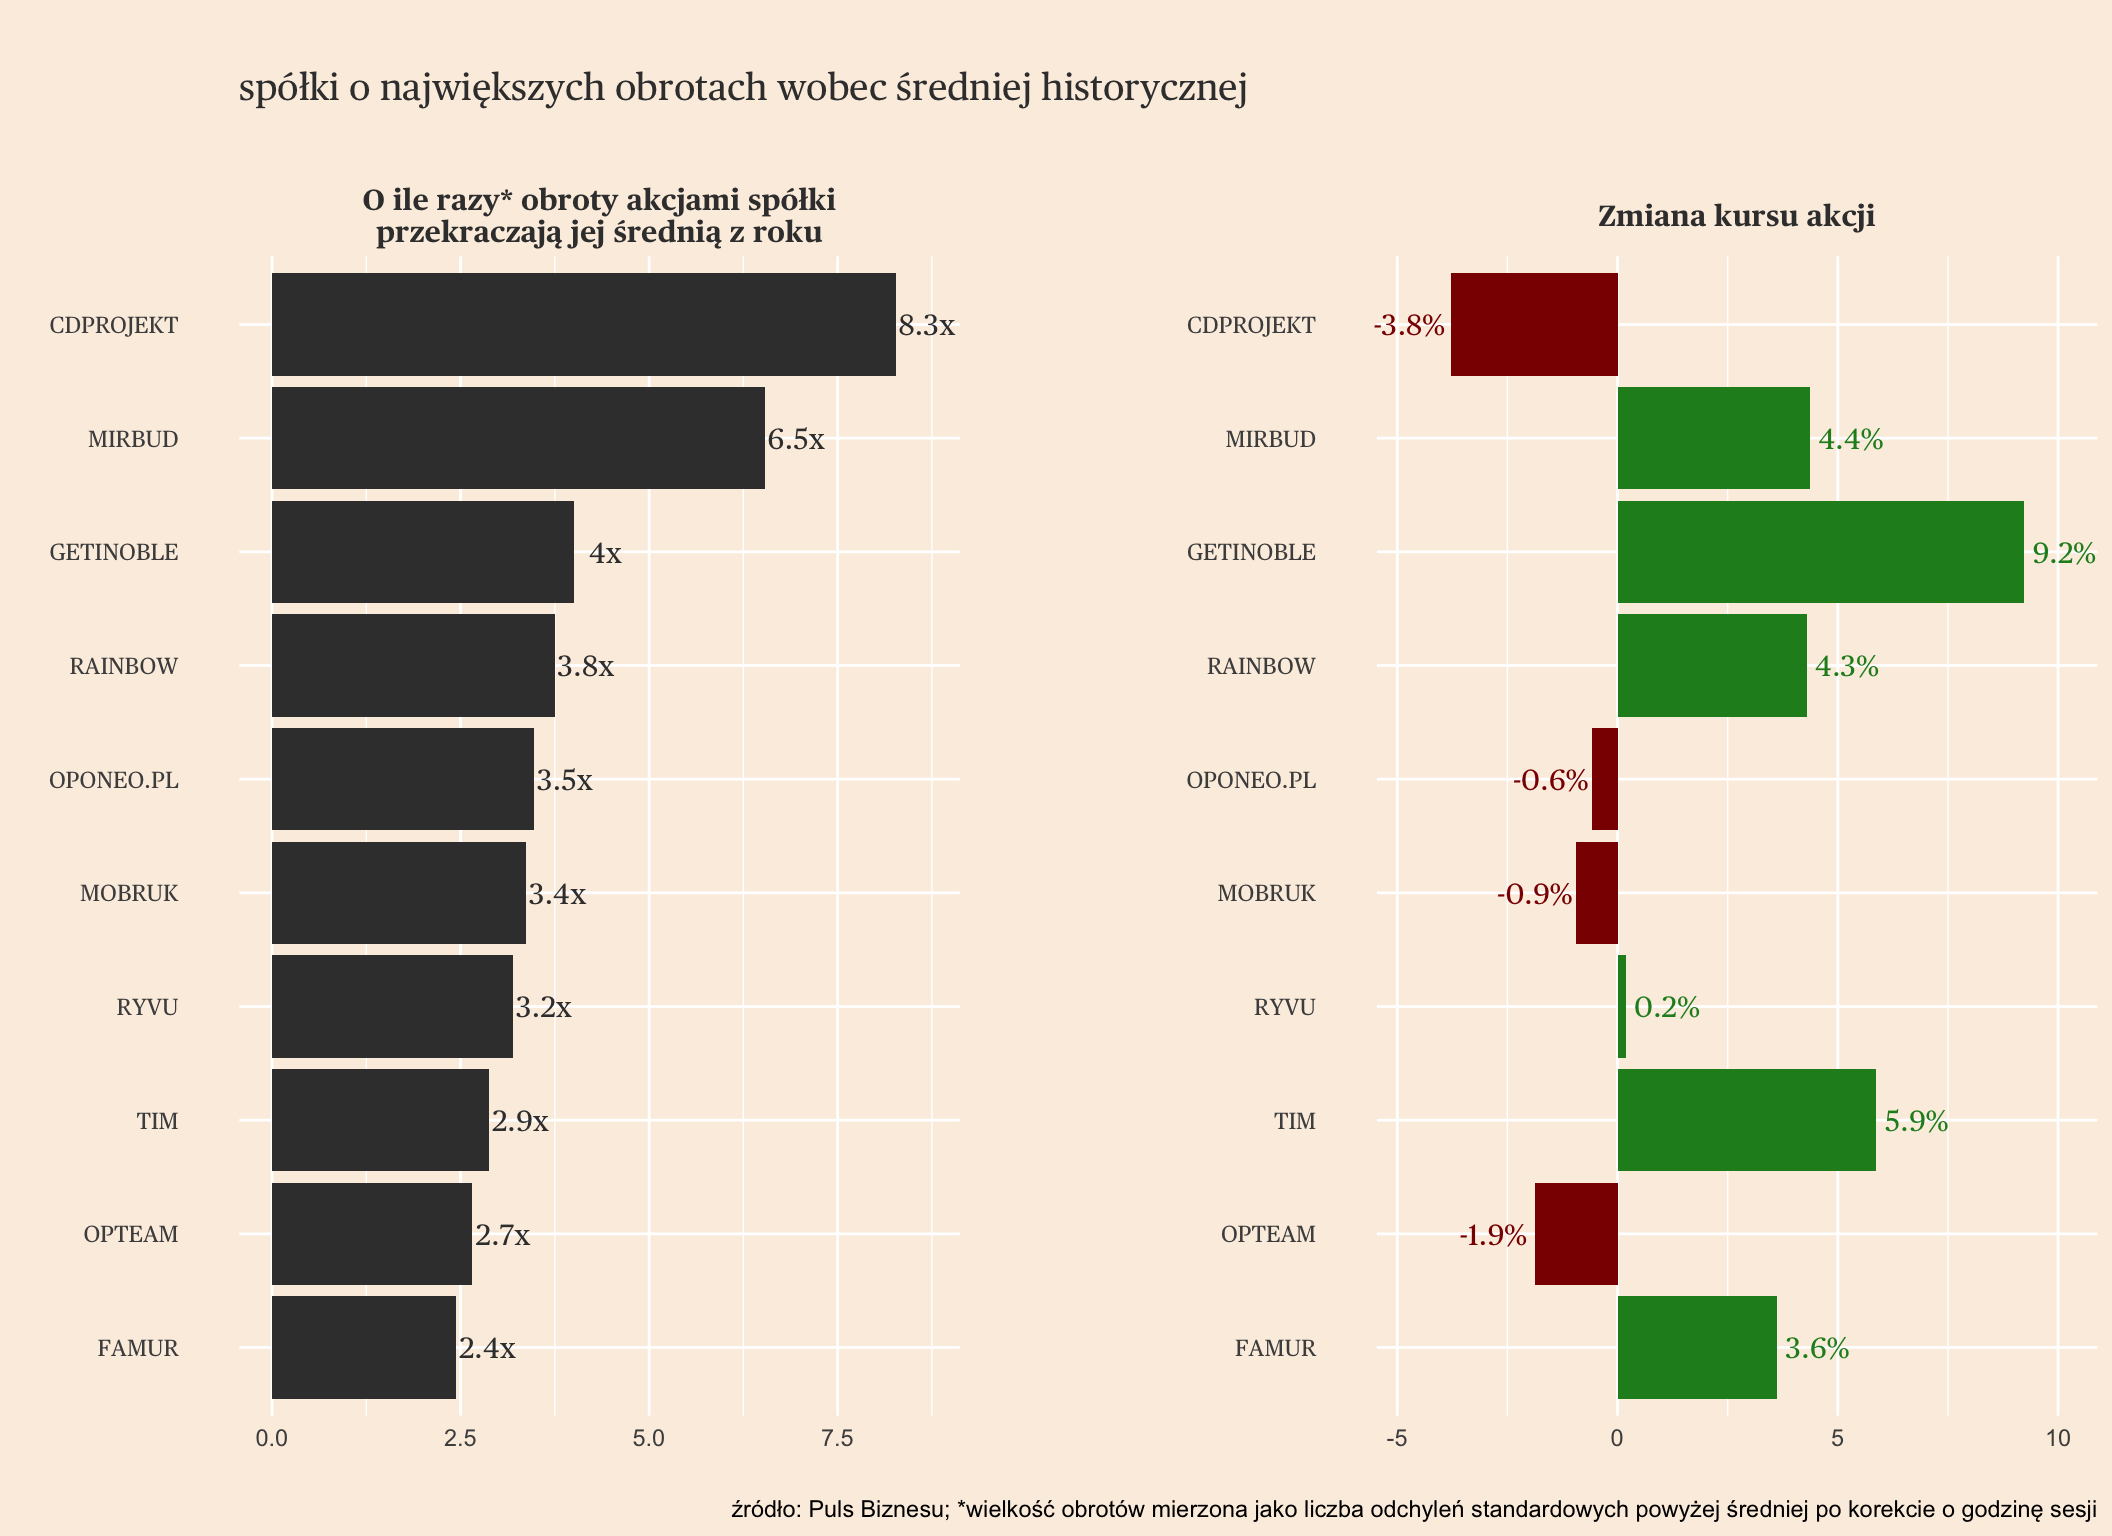 spółki o największych obrotach wobec średniej historycznej
O ile razy* obroty akcjami spółki
przekraczają jej średnią z roku
CDPROJEKT 8.3x
MIRBUD 6.5x
GETINOBLE 4x
RAINBOW 3.8x
OPONEO.PL 3.5x
MOBRUK 3.4x
RYVU 3.2x
TIM 2.9x
OPTEAM 2.7x
FAMUR 2.4x
0.0 2.5 5.0 7.5
Zmiana kursu akcji
CDPROJEKT -3.8%
MIRBUD 4.4%
GETINOBLE 9.2%
RAINBOW 4.3%
OPONEO.PL -0.6%
MOBRUK -0.9%
RYVU 0.2%
TIM 5.9%
OPTEAM -1.9%
FAMUR 3.6%
-5 0 5 10
źródło: Puls Biznesu; *wielkość obrotów mierzona jako liczba odchyleń standardowych powyżej średniej po korekcie o godzinę sesji